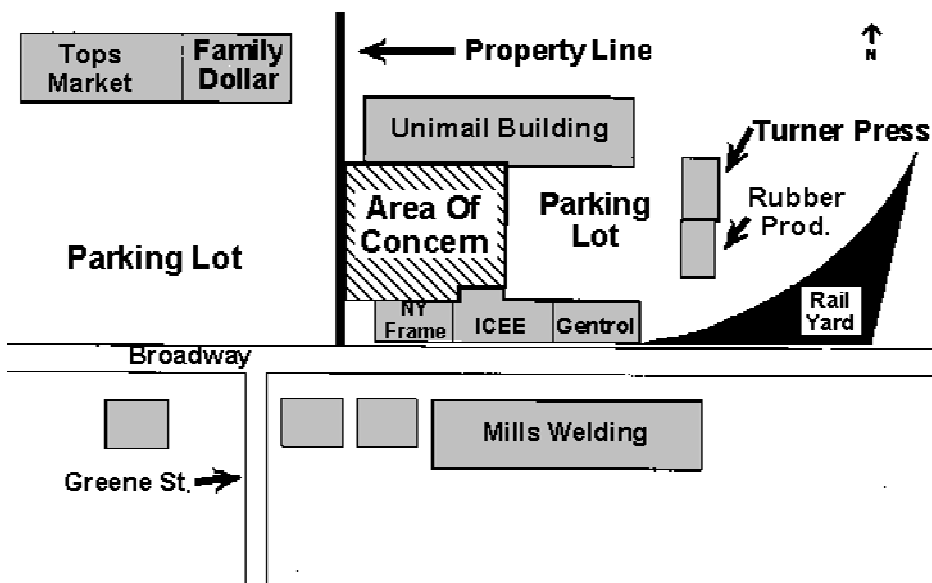 Tops
Market
Family
Dollar
Property Line
N
Unimail Building
Turner Press
Area Of
Concern
Parking
Lot
Rubber
Prod.
Parking Lot
NY
Frame
ICEE
Gentrol
Rail
Yard
Broadway
Mills Welding
Greene St.